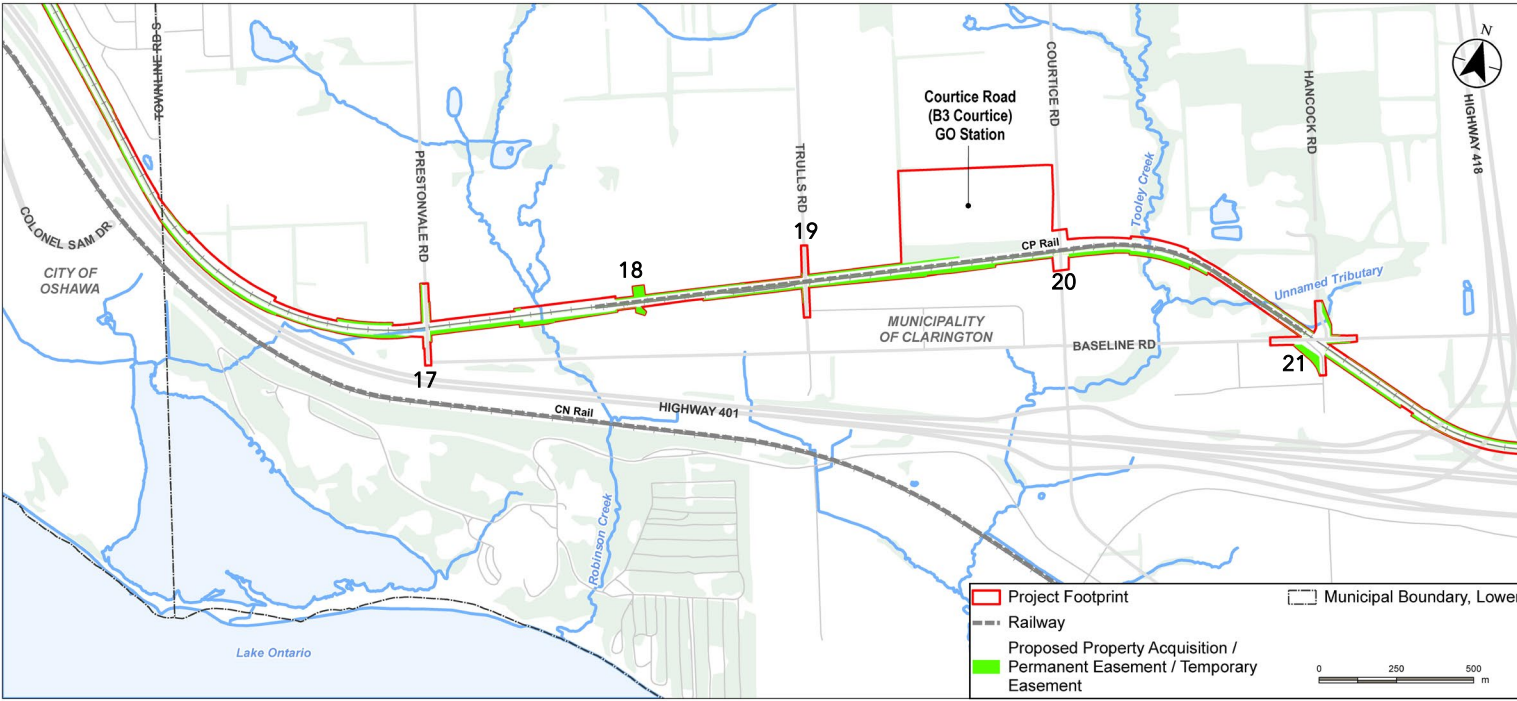 N
TOWNLINE RD S
COURTICE RD
HANCOCK RD
HIGHWAY 418
Courtice Road
(B3 Courtice)
GO Station
PRESTONVALE RD
TRULLS RD
Tooley Creek
COLONEL SAM DR
CITY OF
OSHAWA
19
CP Rail
18
20
Unnamed Tributary
MUNICIPALITY
OF CLARINGTON
BASELINE RD
21
17
CN Rail
HIGHWAY 401
Robinson Creek
Lake Ontario
Project Footprint
Railway
Proposed Property Acquisition /
Permanent Easement / Temporary
Easement
Municipal Boundary, Lower
0 250 500
m